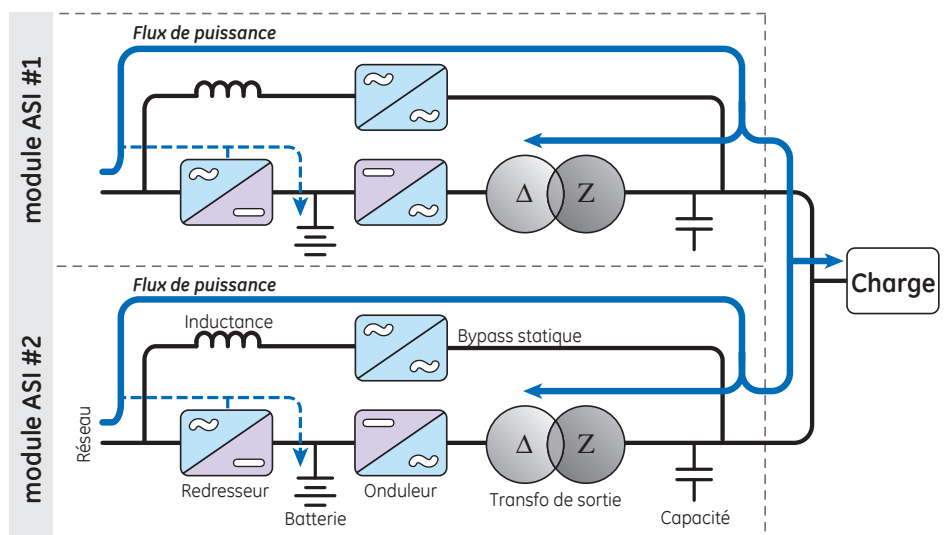 module ASI #1
Flux de puissance
Δ
Z
Charge
module ASI #2
Flux de puissance
Inductance
Bypass statique
Réseau
Δ
Z
Redresseur
Batterie
Onduleur
Transfo de sortie
Capacité